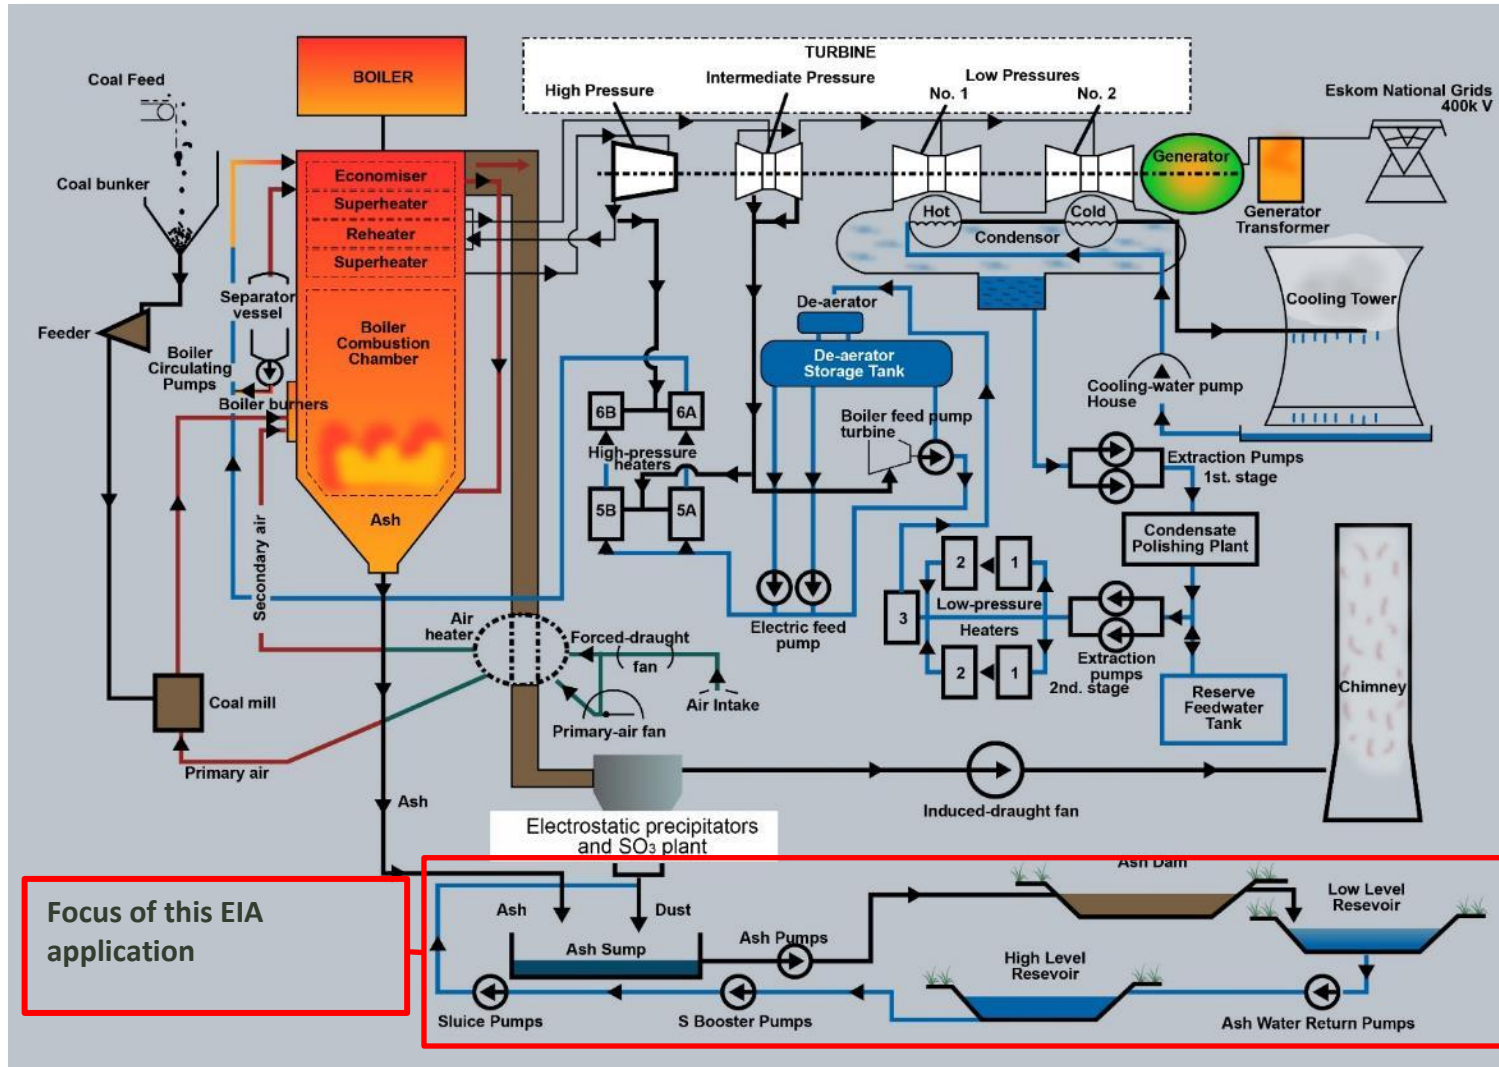 TURBINE
Coal Feed
BOILER
High Pressure
Intermediate Pressure
Low Pressures
No. 1
No. 2
Eskom National Grids
400k V
Coal bunker
Economiser
Superheater
Reheater
Superheater
Generator
Generator
Transformer
Hot
Cold
Condensor
Separator
vessel
Feeder
Boiler
Circulating
Pumps
Boiler
Combustion
Chamber
Boiler burners
De-aerator
De-aerator
Storage Tank
Cooling Tower
Cooling-water pump
House
6B
6A
High-pressure
heaters
5B
5A
Boiler feed pump
turbine
Extraction Pumps
1st. stage
Condensate
Polishing Plant
Ash
Secondary air
Air
heater
Forced-draught
fan
Electric feed
pump
2
1
3
Low-pressure
Heaters
2
1
Extraction
pumps
2nd. stage
Reserve
Feedwater
Tank
Chimney
Coal mill
Primary-air fan
Air Intake
Primary air
Ash
Induced-draught fan
Electrostatic precipitators
and SO₃ plant
Focus of this EIA
application
Ash
Dust
Ash Sump
Ash Pumps
Ash Dam
Low Level
Resevoir
High Level
Resevoir
Sluice Pumps
S Booster Pumps
Ash Water Return Pumps